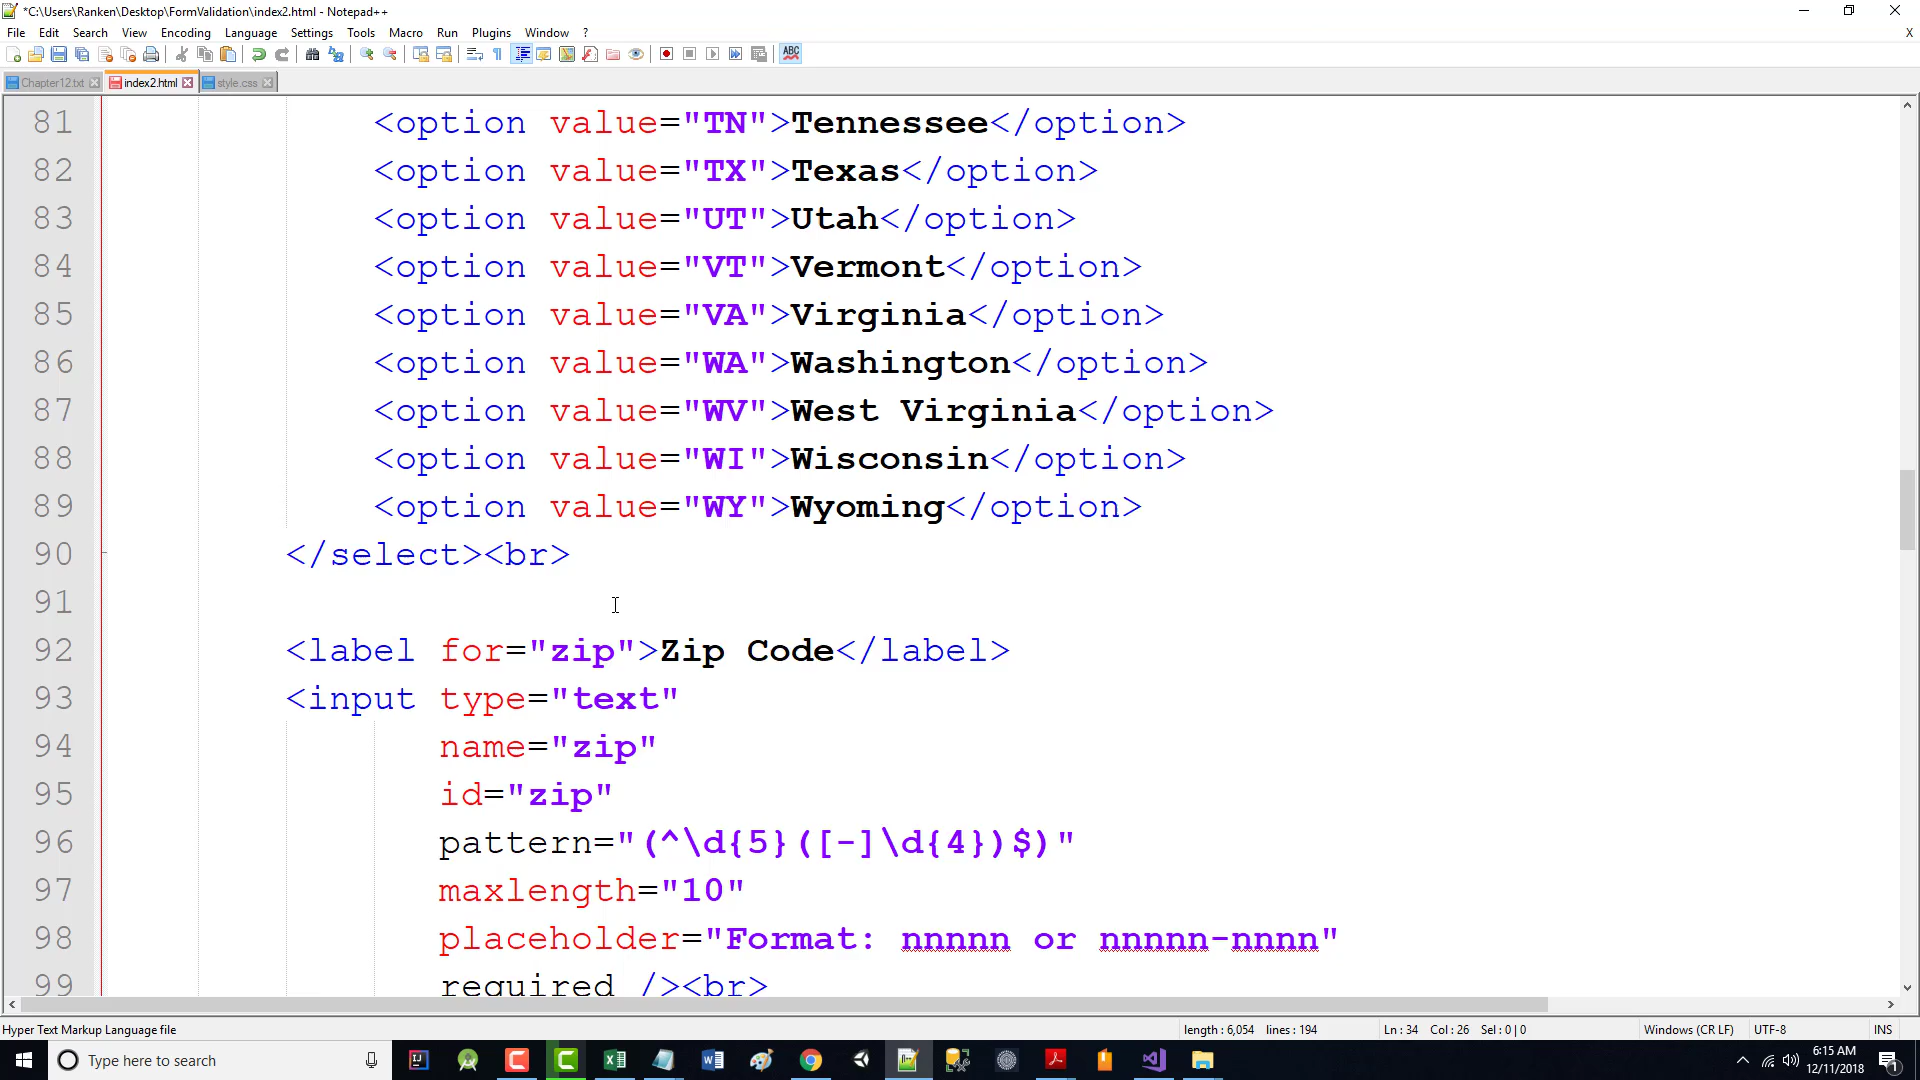 *C:\Users\Ranken\Desktop\FormValidation\index2.html - Notepad++
File Edit Search View Encoding Language Settings Tools Macro Run Plugins Window ? X
ABC
Chapter12.txt index2.html style.css
81 <option value="TN">Tennessee</option>
82 <option value="TX">Texas</option>
83 <option value="UT">Utah</option>
84 <option value="VT">Vermont</option>
85 <option value="VA">Virginia</option>
86 <option value="WA">Washington</option>
87 <option value="WV">West Virginia</option>
88 <option value="WI">Wisconsin</option>
89 <option value="WY">Wyoming</option>
90 </select><br>
91
92 <label for="zip">Zip Code</label>
93 <input type="text"
94 name="zip"
95 id="zip"
96 pattern="(^\d{5}([-]\d{4})$)"
97 maxlength="10"
98 placeholder="Format: nnnnn or nnnnn-nnnn"
99 required /><br>
Hyper Text Markup Language file length : 6,054 lines : 194 Ln : 34 Col : 26 Sel : 0 | 0 Windows (CR LF) UTF-8 INS
Type here to search
6:15 AM
12/11/2018
1